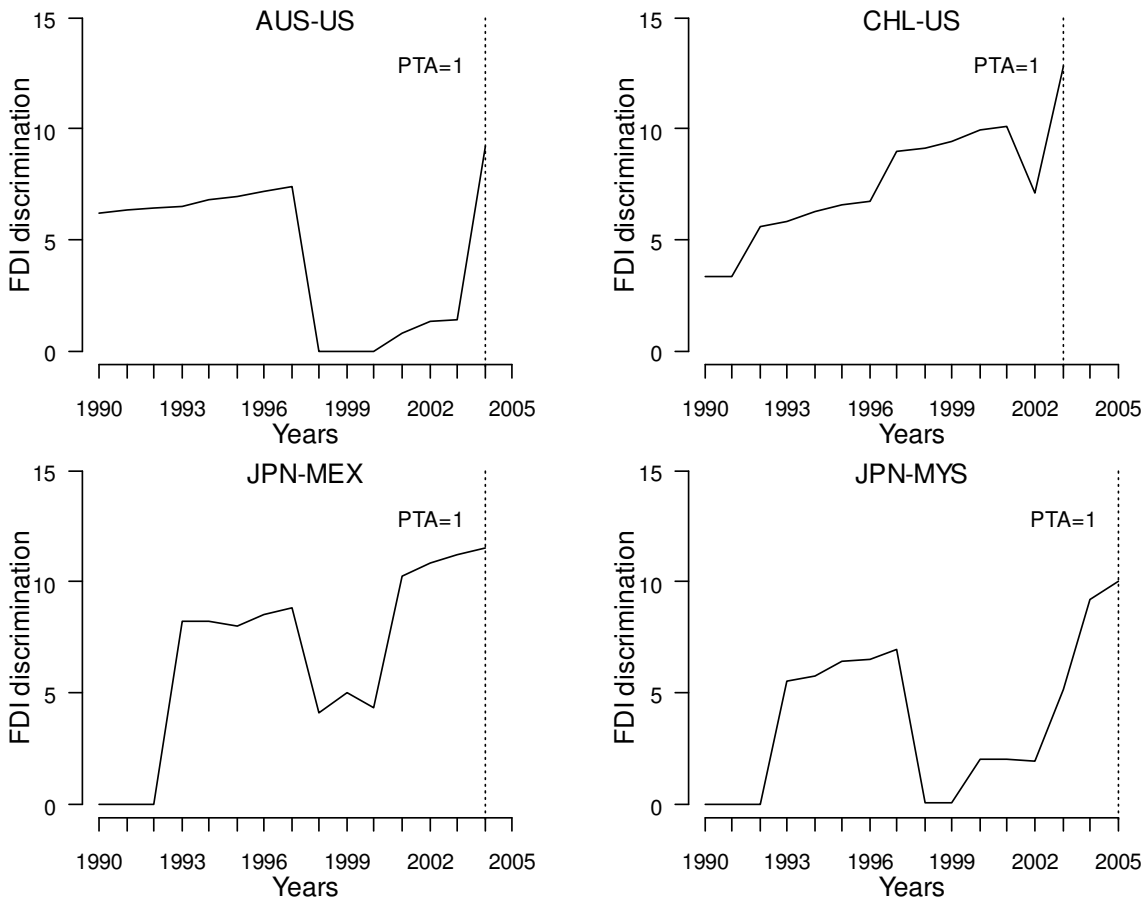 AUS-US
PTA=1
FDI discrimination
15
10
5
0
1990 1993 1996 1999 2002 2005
Years
CHL-US
PTA=1
FDI discrimination
15
10
5
0
1990 1993 1996 1999 2002 2005
Years
JPN-MEX
PTA=1
FDI discrimination
15
10
5
0
1990 1993 1996 1999 2002 2005
Years
JPN-MYS
PTA=1
FDI discrimination
15
10
5
0
1990 1993 1996 1999 2002 2005
Years